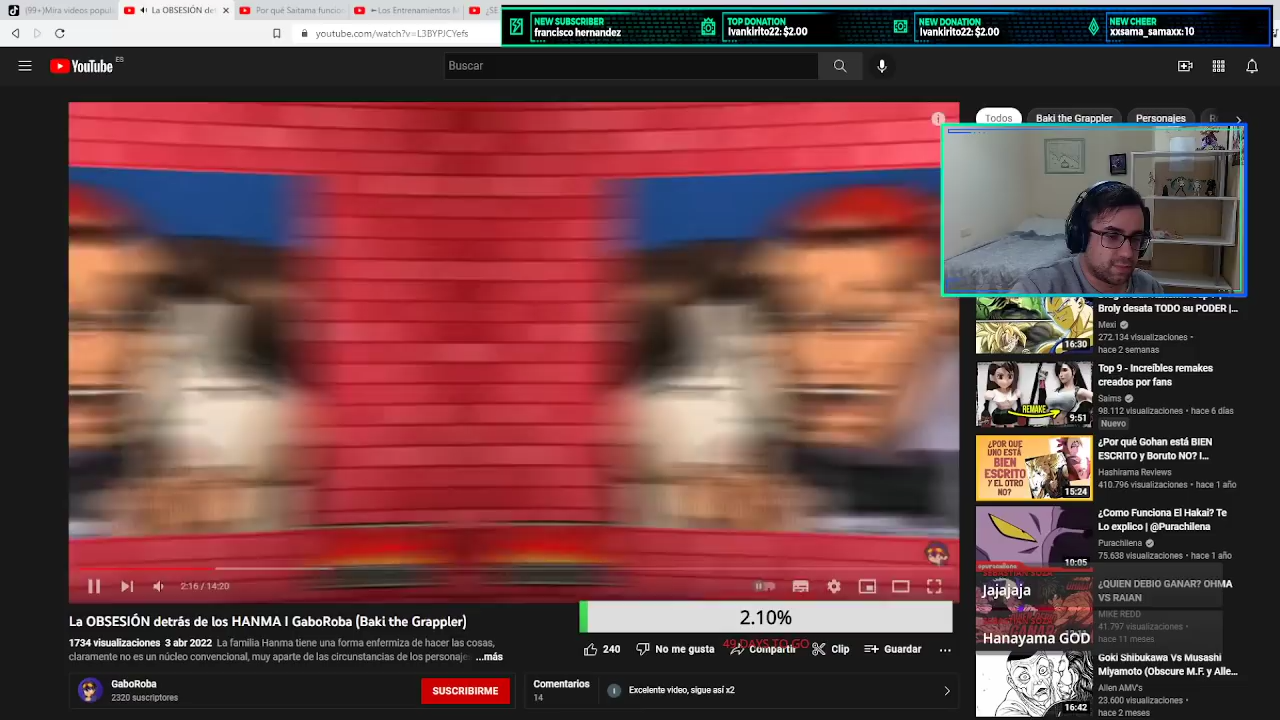 (99+)Mira videos popul
La OBSESIÓN det
Por qué Saitama funcio
Los Entrenamientos M
youtube.com/watch?v=L3BYPJCYefs
NEW SUBSCRIBER
francisco hernandez
TOP DONATION
Ivankirito22: $2.00
NEW DONATION
Ivankirito22: $2.00
NEW CHEER
xxsama_samaxx:10
YouTube ES
Buscar
Todos
Baki the Grappler
Personajes
Broly desata TODO su PODER |...
Mexi
272.134 visualizaciones •
hace 2 semanas
16:30
Top 9 - Increíbles remakes
creados por fans
Saims
98.112 visualizaciones • hace 6 días
Nuevo
REMAKE
9:51
¿POR QUE
UNO ESTÁ
BIEN
ESCRITO
Y EL OTRO
NO?
15:24
¿Por qué Gohan está BIEN
ESCRITO y Boruto NO? I...
Hashirama Reviews
410.796 visualizaciones • hace 1 año
¿Como Funciona El Hakai? Te
Lo explico | @Purachilena
Purachilena
75.638 visualizaciones • hace 1 año
10:05
SEBASTIAN SOZA
Jajajaja
Hanayama GOD
¿QUIEN DEBIO GANAR? OHMA
VS RAIAN
MIKE REDD
41.797 visualizaciones •
hace 11 meses
Goki Shibukawa Vs Musashi
Miyamoto (Obscure M.F. y Alle...
Allen AMV's
23.600 visualizaciones •
hace 2 meses
16:42
2:16 / 14:20
La OBSESIÓN detrás de los HANMA I GaboRoba (Baki the Grappler)
2.10%
49 DAYS TO GO
1734 visualizaciones 3 abr 2022 La familia Hanma tiene una forma enfermiza de hacer las cosas,
claramente no es un núcleo convencional, muy aparte de las circunstancias de los personajes ...más
240
No me gusta
Compartir
Clip
Guardar
GaboRoba
2320 suscriptores
SUSCRIBIRME
Comentarios
14
Excelente video, sigue así x2